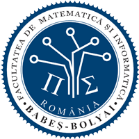 FACULTATEA DE MATEMATICĂ ȘI INFORMATICĂ
Π Σ
ROMÂNIA
BABEȘ-BOLYAI